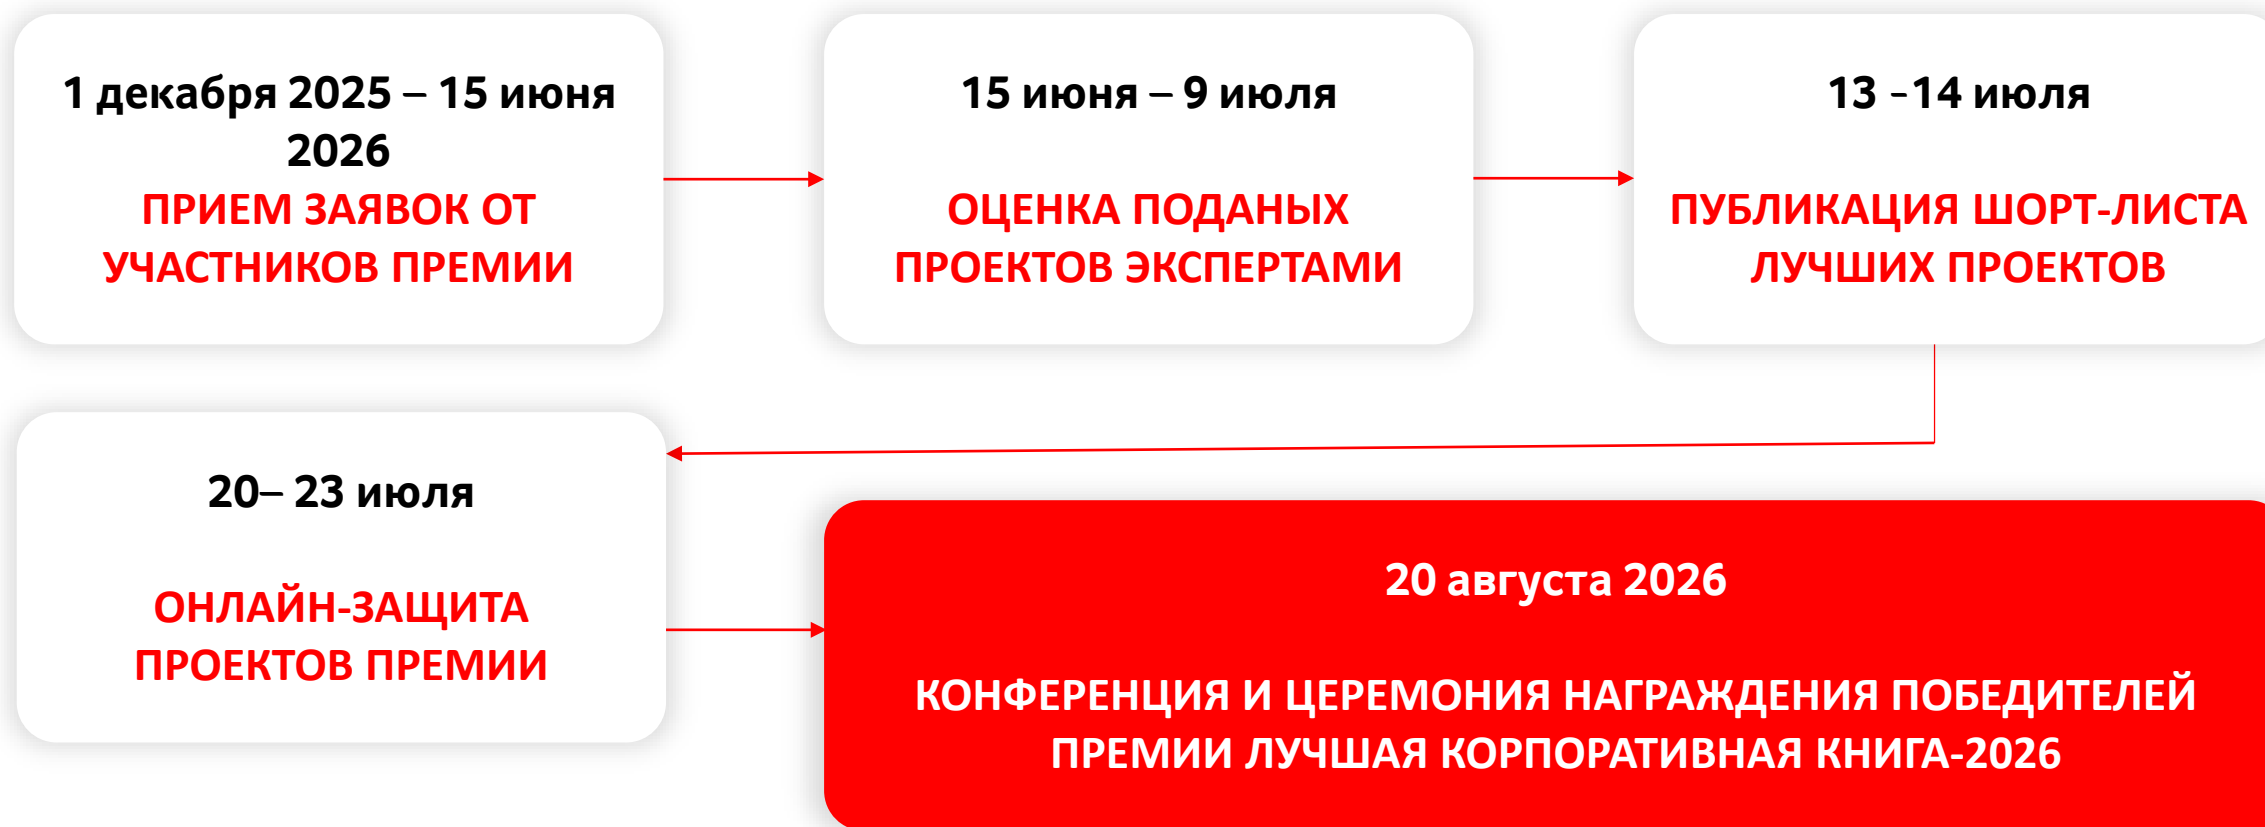 1 декабря 2025 – 15 июня
2026
ПРИЕМ ЗАЯВОК ОТ
УЧАСТНИКОВ ПРЕМИИ
15 июня – 9 июля
ОЦЕНКА ПОДАНЫХ
ПРОЕКТОВ ЭКСПЕРТАМИ
13 -14 июля
ПУБЛИКАЦИЯ ШОРТ-ЛИСТА
ЛУЧШИХ ПРОЕКТОВ
20– 23 июля
ОНЛАЙН-ЗАЩИТА
ПРОЕКТОВ ПРЕМИИ
20 августа 2026
КОНФЕРЕНЦИЯ И ЦЕРЕМОНИЯ НАГРАЖДЕНИЯ ПОБЕДИТЕЛЕЙ
ПРЕМИИ ЛУЧШАЯ КОРПОРАТИВНАЯ КНИГА-2026